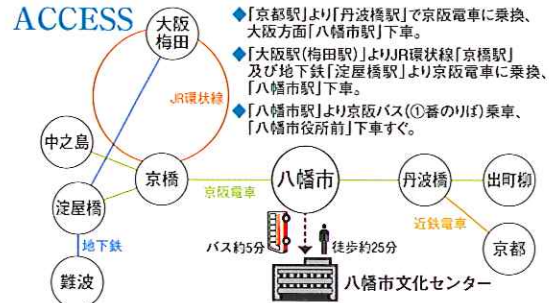 ACCESS
◆「京都駅」より「丹波橋駅」で京阪電車に乗換、
大阪方面「八幡市駅」下車。
◆「大阪駅(梅田駅)」よりJR環状線「京橋駅」
及び地下鉄「淀屋橋駅」より京阪電車に乗換、
「八幡市駅」下車。
◆「八幡市駅」より京阪バス(①番のりば)乗車、
「八幡市役所前」下車すぐ。
大阪
梅田
JR環状線
中之島
京橋
京阪電車
八幡市
丹波橋
出町柳
淀屋橋
近鉄電車
地下鉄
バス約5分
徒歩約25分
京都
難波
八幡市文化センター